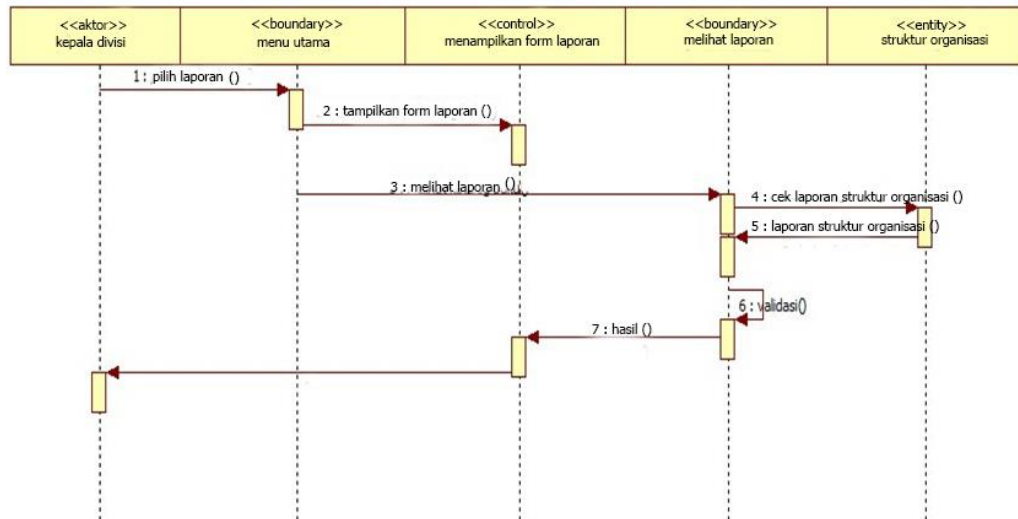 <<aktor>>
kepala divisi
<<boundary>>
menu utama
<<control>>
menampilkan form laporan
<<boundary>>
melihat laporan
<<entity>>
struktur organisasi
1 : pilih laporan ()
2 : tampilkan form laporan ()
3 : melihat laporan ()
4 : cek laporan struktur organisasi ()
5 : laporan struktur organisasi ()
6 : validasi()
7 : hasil ()